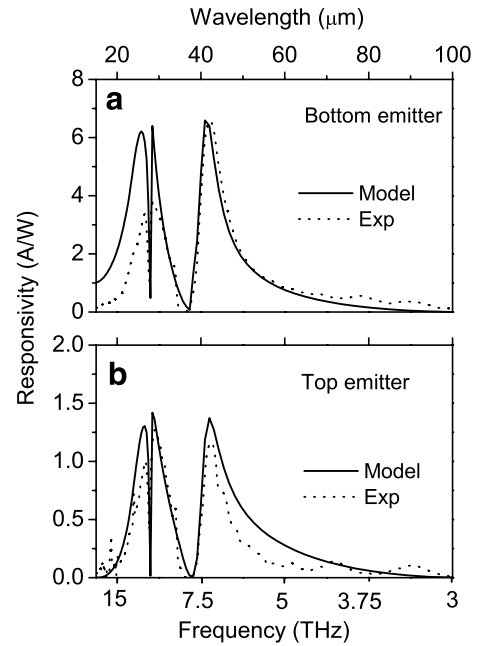 Wavelength (μm)
20 40 60 80 100
8
a
Bottom emitter
6
4
Model
Exp
2
0
Responsivity (A/W)
2.0
b
Top emitter
1.5
1.0
Model
Exp
0.5
0.0
15 7.5 5 3.75 3
Frequency (THz)